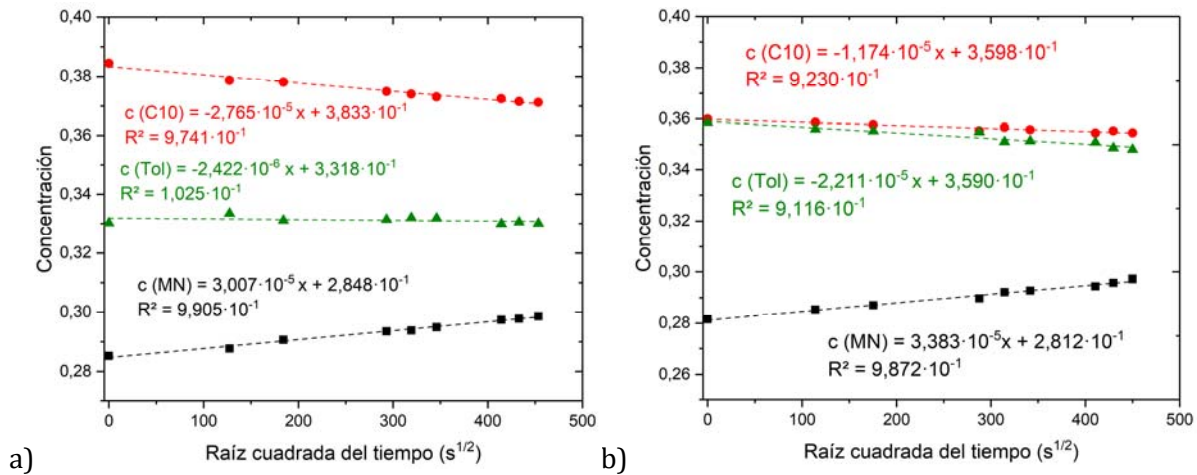 0,40
0,38
0,36
0,34
0,32
0,30
0,28
Concentración
c (C10) = -2,765·10⁻⁵ x + 3,833·10⁻¹
R² = 9,741·10⁻¹
c (Tol) = -2,422·10⁻⁶ x + 3,318·10⁻¹
R² = 1,025·10⁻¹
c (MN) = 3,007·10⁻⁵ x + 2,848·10⁻¹
R² = 9,905·10⁻¹
0 100 200 300 400 500
Raíz cuadrada del tiempo (s^1/2)
a)
0,40
0,38
0,36
0,34
0,32
0,30
0,28
0,26
Concentración
c (C10) = -1,174·10⁻⁵ x + 3,598·10⁻¹
R² = 9,230·10⁻¹
c (Tol) = -2,211·10⁻⁵ x + 3,590·10⁻¹
R² = 9,116·10⁻¹
c (MN) = 3,383·10⁻⁵x + 2,812·10⁻¹
R² = 9,872·10⁻¹
0 100 200 300 400 500
Raíz cuadrada del tiempo (s^1/2)
b)